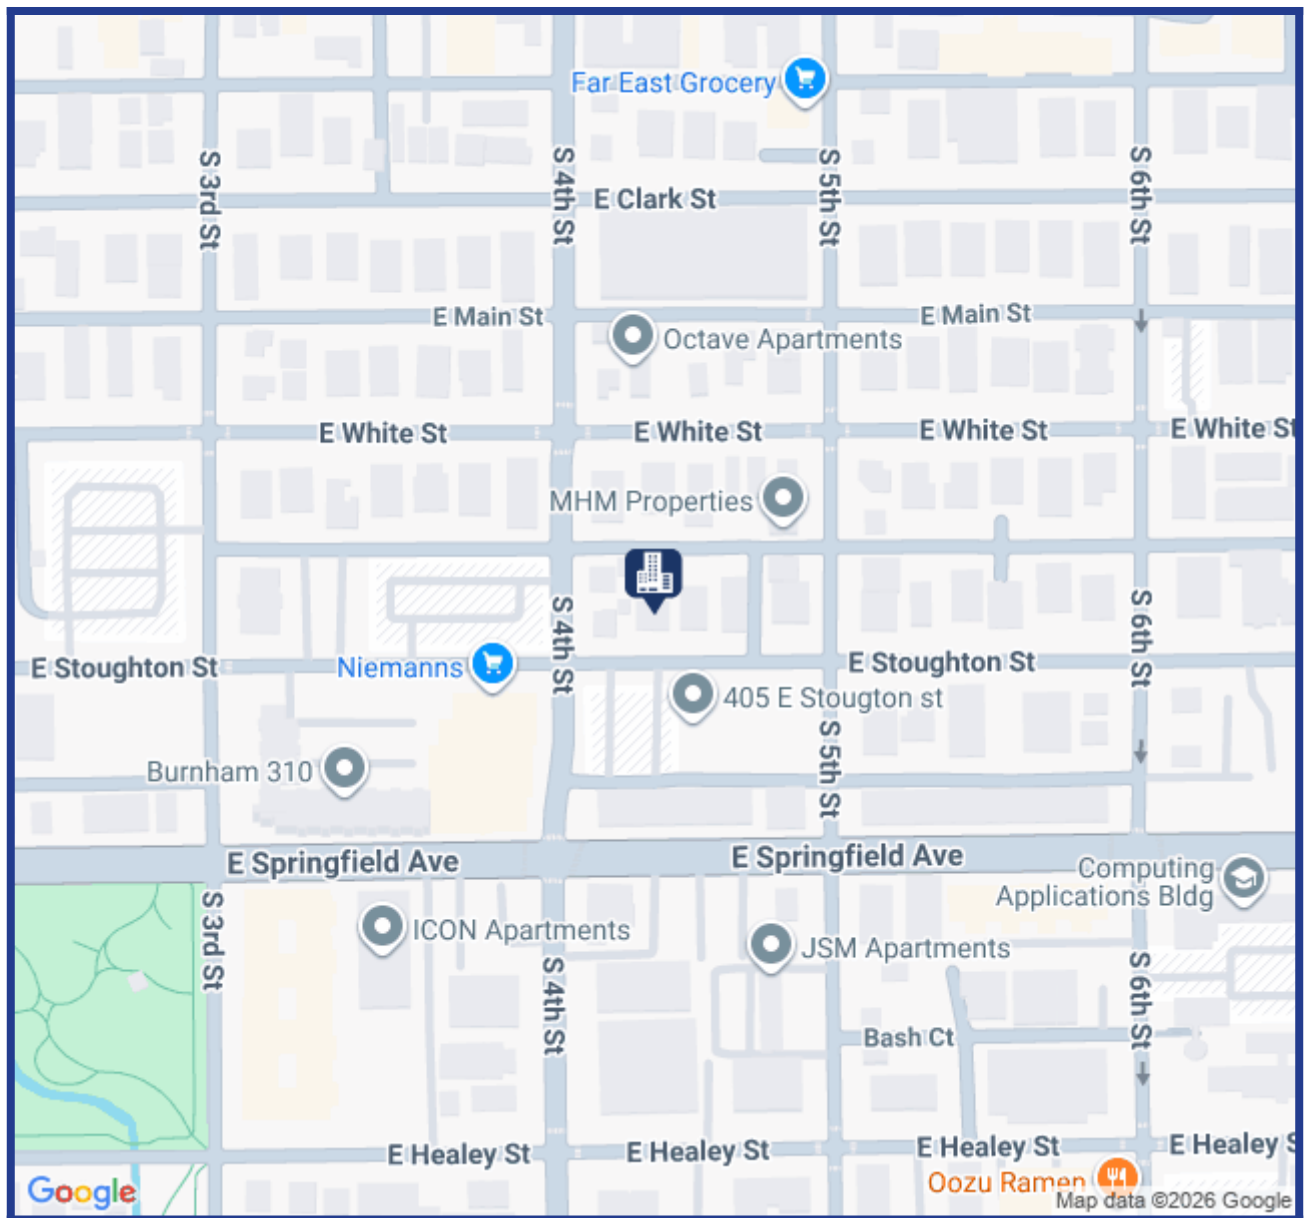 Far East Grocery
S 3rd St
S 4th St
E Clark St
S 5th St
S 6th St
E Main St
E Main St
Octave Apartments
E White St
E White St
E White St
E White St
MHM Properties
S 4th St
S 6th St
E Stoughton St
Niemanns
E Stoughton St
405 E Stougton st
S 5th St
Burnham 310
E Springfield Ave
E Springfield Ave
Computing
Applications Bldg
S 3rd St
ICON Apartments
JSM Apartments
S 4th St
S 6th St
Bash Ct
E Healey St
E Healey St
E Healey St
E Healey S
Oozu Ramen
Google
Map data ©2026 Google